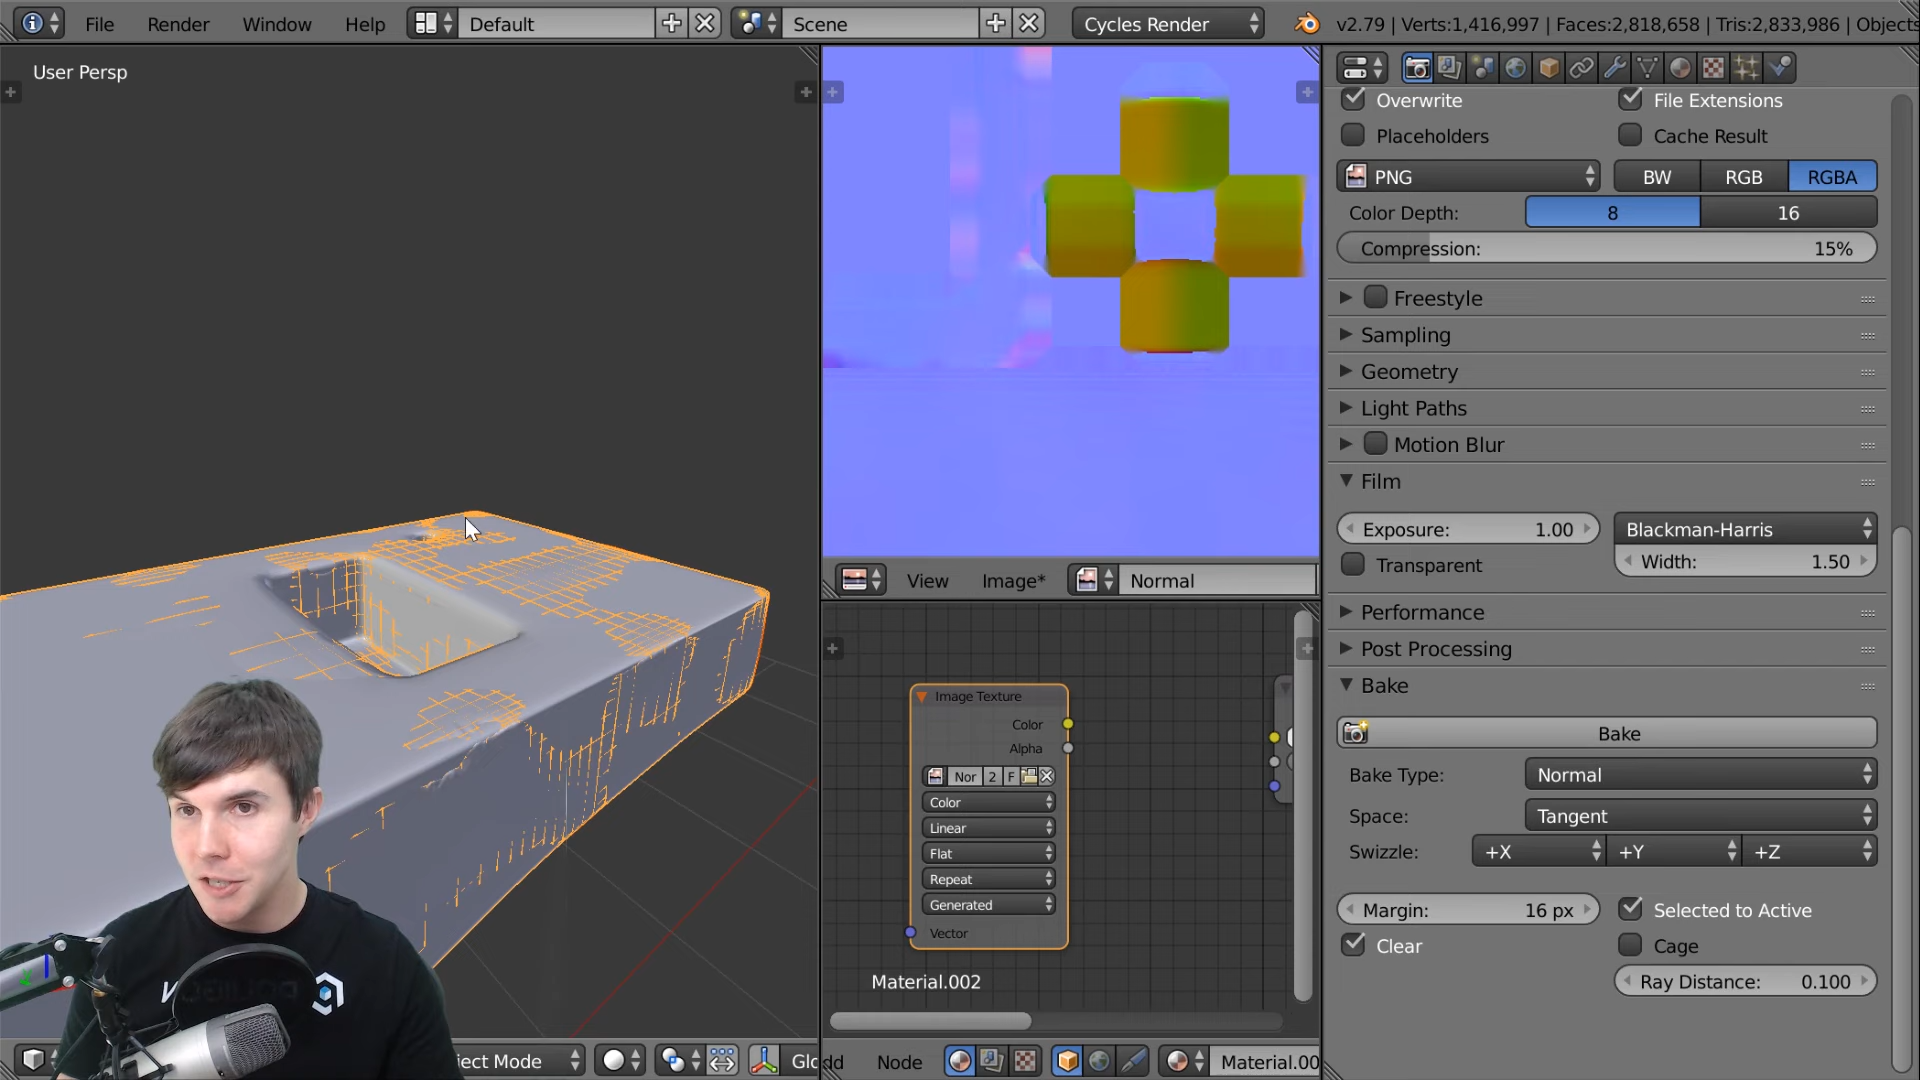 File Render Window Help Default Scene Cycles Render v2.79 | Verts:1,416,997 | Faces:2,818,658 | Tris:2,833,986 | Objects
User Persp
Overwrite File Extensions
Placeholders Cache Result
PNG BW RGB RGBA
Color Depth: 8 16
Compression: 15%
Freestyle
Sampling
Geometry
Light Paths
Motion Blur
Film
Exposure: 1.00 Blackman-Harris
Transparent Width: 1.50
Performance
Post Processing
Bake
Bake
Bake Type: Normal
Space: Tangent
Swizzle: +X +Y +Z
Margin: 16 px Selected to Active
Clear Cage
Ray Distance: 0.100
View Image* Normal
Image Texture
Color
Alpha
Nor 2 F
Color
Linear
Flat
Repeat
Generated
Vector
Material.002
ject Mode Glo
dd Node Material.00